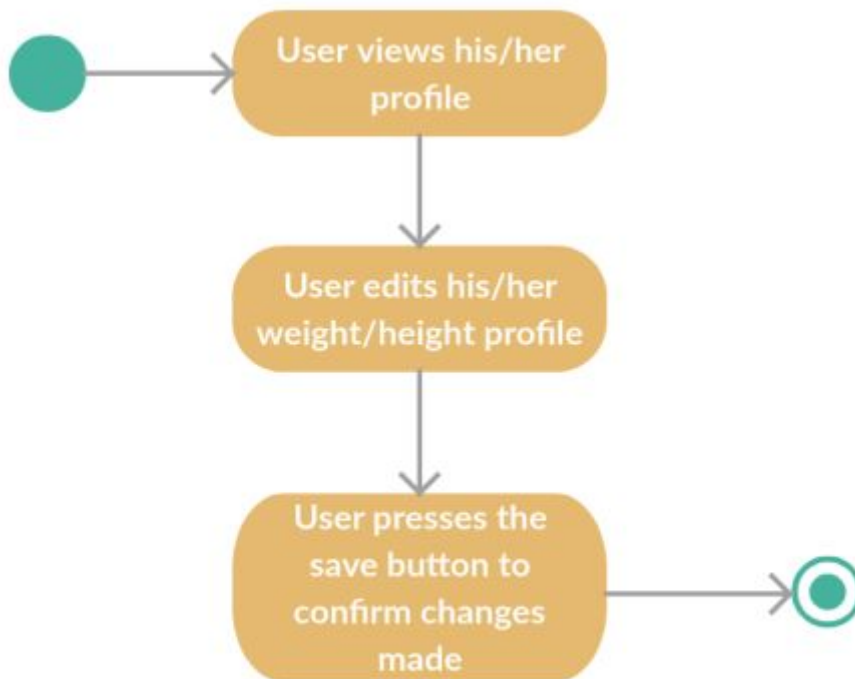 User views his/her
profile
User edits his/her
weight/height profile
User presses the
save button to
confirm changes
made